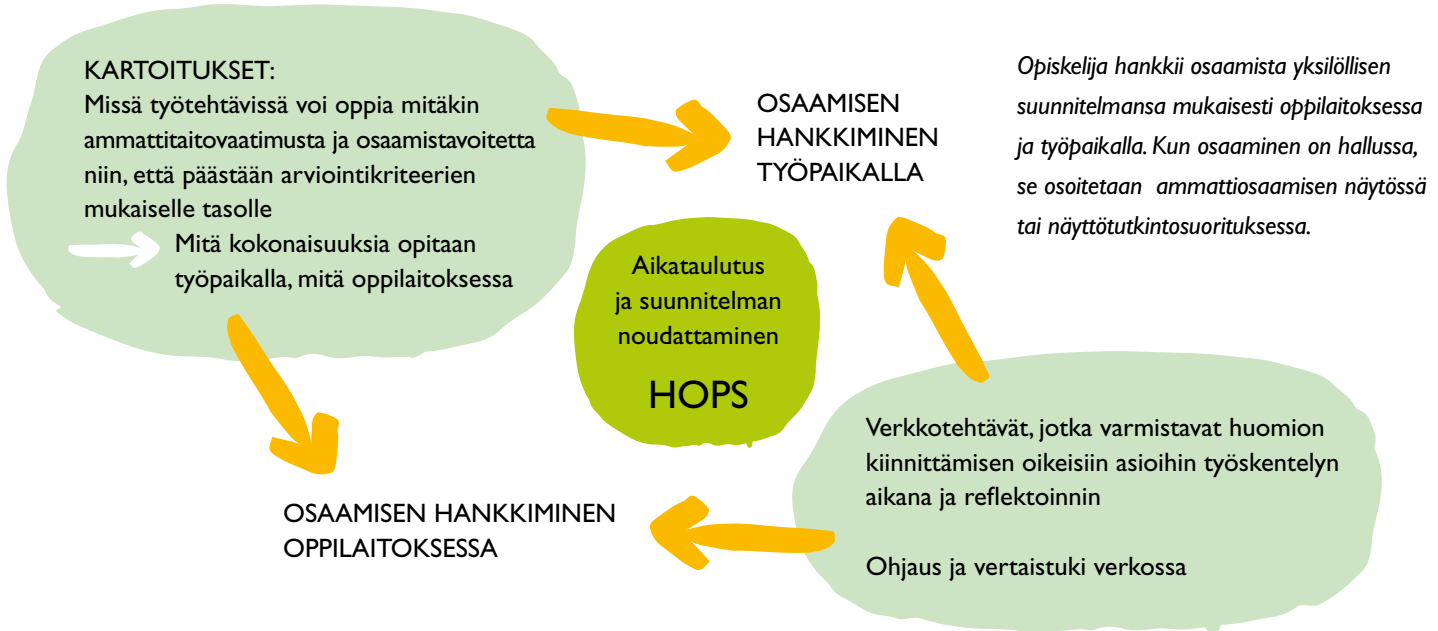 KARTOITUKSET:
Missä työtehtävissä voi oppia mitäkin
ammattitaitovaatimusta ja osaamistavoitetta
niin, että päästään arviointikriteerien
mukaiselle tasolle
Mitä kokonaisuuksia opitaan
työpaikalla, mitä oppilaitoksessa
OSAAMISEN
HANKKIMINEN
TYÖPAIKALLA
Opiskelija hankkii osaamista yksilöllisen
suunnitelmansa mukaisesti oppilaitoksessa
ja työpaikalla. Kun osaaminen on hallussa,
se osoitetaan ammattiosaamisen näytössä
tai näyttötutkintosuorituksessa.
Aikataulutus
ja suunnitelman
noudattaminen
HOPS
OSAAMISEN HANKKIMINEN
OPPILAITOKSESSA
Verkkotehtävät, jotka varmistavat huomion
kiinnittämisen oikeisiin asioihin työskentelyn
aikana ja reflektoinnin
Ohjaus ja vertaistuki verkossa